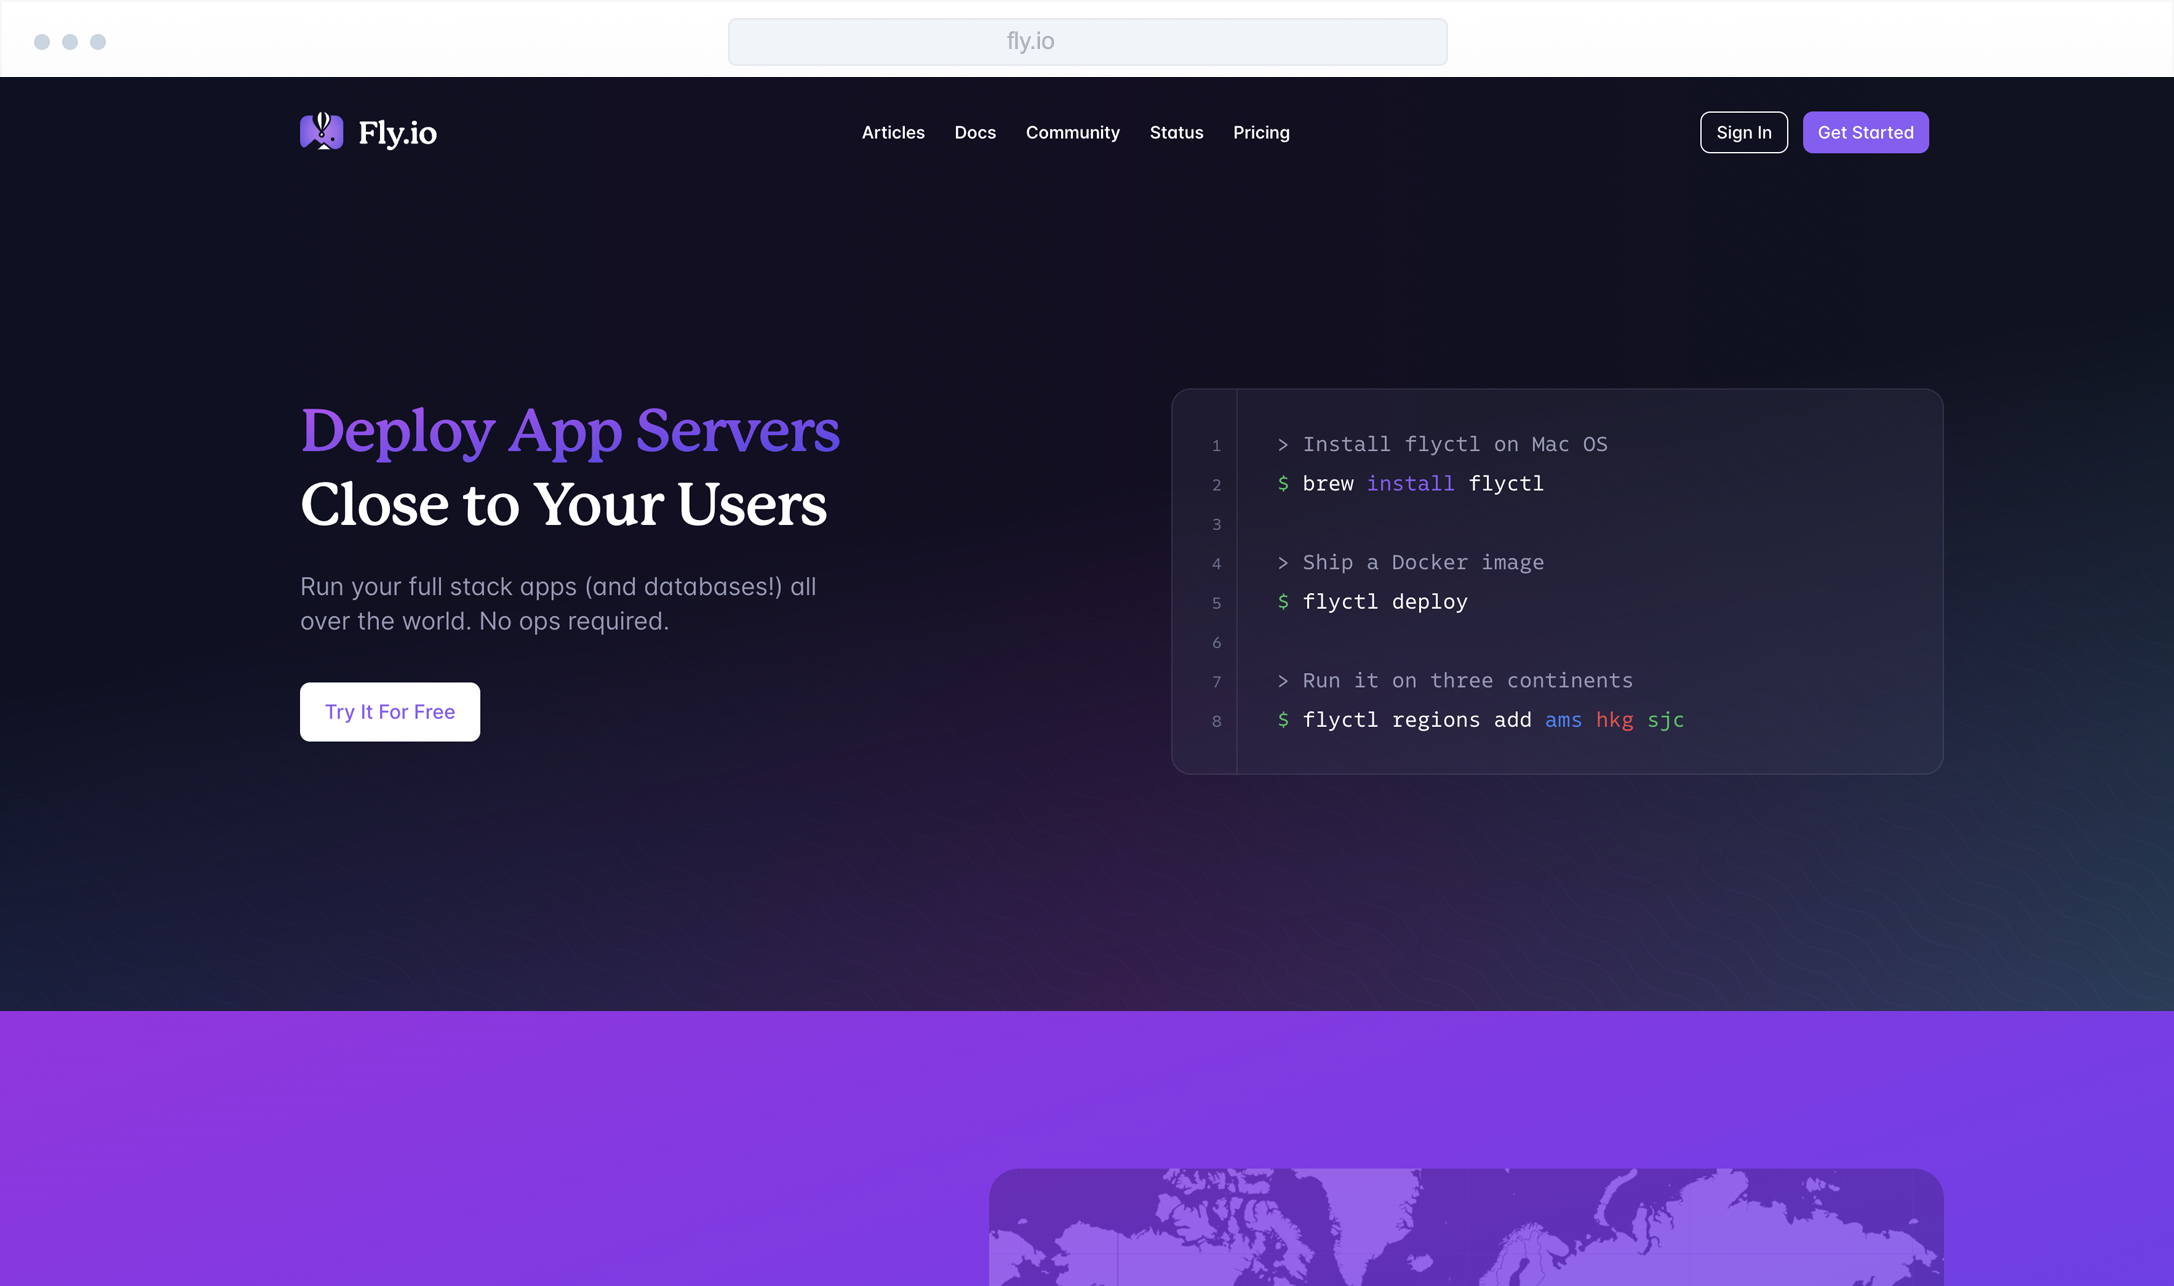 fly.io
Fly.io
Articles Docs Community Status Pricing
Sign In Get Started
Deploy App Servers
Close to Your Users
Run your full stack apps (and databases!) all
over the world. No ops required.
Try It For Free
1 > Install flyctl on Mac OS
2 $ brew install flyctl
3
4 > Ship a Docker image
5 $ flyctl deploy
6
7 > Run it on three continents
8 $ flyctl regions add ams hkg sjc